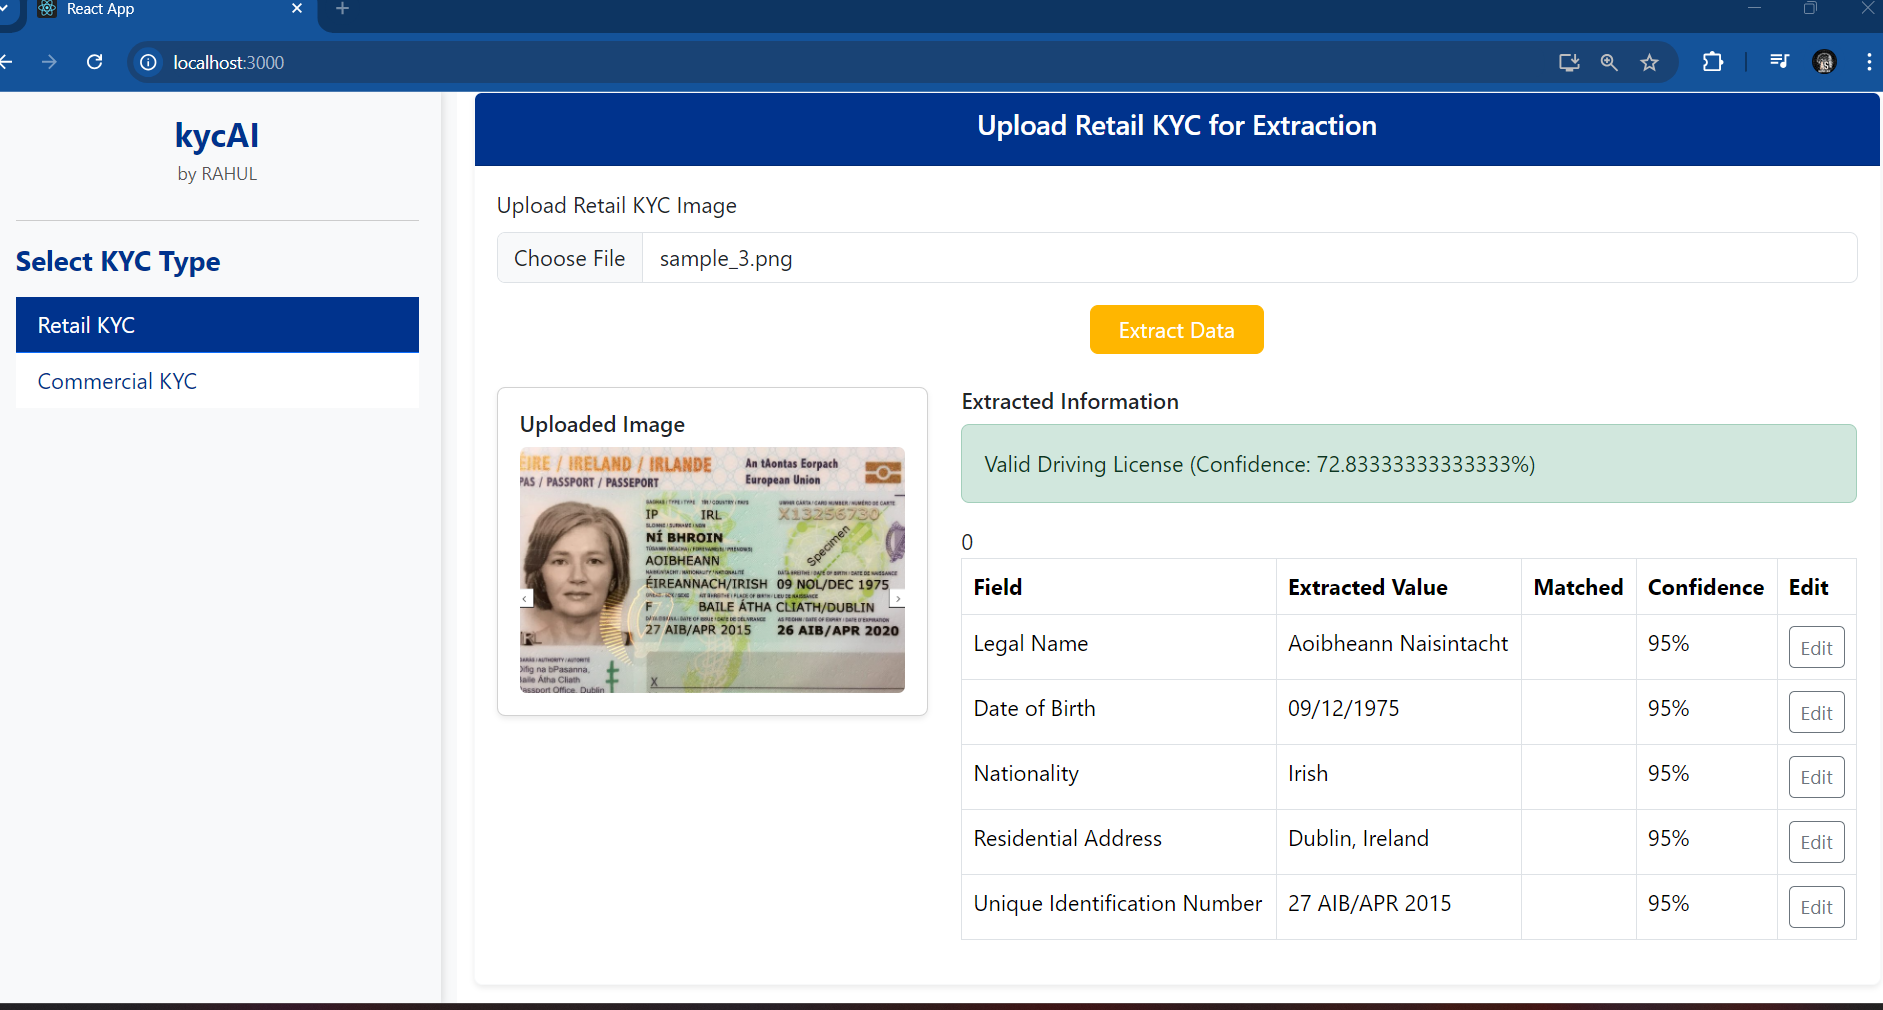 React App
localhost:3000
kycAI
by RAHUL
Select KYC Type
Retail KYC
Commercial KYC
Upload Retail KYC for Extraction
Upload Retail KYC Image
Choose File sample_3.png
Extract Data
Uploaded Image
ÉIRE / IRELAND / IRLANDE
An tAontas Eorpach
PAS / PASSPORT / PASSEPORT
European Union
IP IRL X13256730
NÍ BHROIN
Specimen
AOIBHEANN
ÉIREANNACH/IRISH 09 NOL/DEC 1975
F BAILE ÁTHA CLIATH/DUBLIN
27 AIB/APR 2015 26 AIB/APR 2020
Oifig na bPasanna,
Baile Átha Cliath
Passport Office, Dublin
X
Extracted Information
Valid Driving License (Confidence: 72.83333333333333%)
0
Field Extracted Value Matched Confidence Edit
Legal Name Aoibheann Naisintacht 95% Edit
Date of Birth 09/12/1975 95% Edit
Nationality Irish 95% Edit
Residential Address Dublin, Ireland 95% Edit
Unique Identification Number 27 AIB/APR 2015 95% Edit